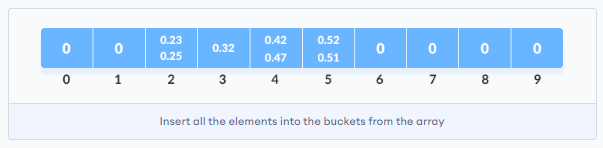 0 0 0.23 0.32 0.42 0.52 0 0 0 0
0.25 0.47 0.51
0 1 2 3 4 5 6 7 8 9
Insert all the elements into the buckets from the array